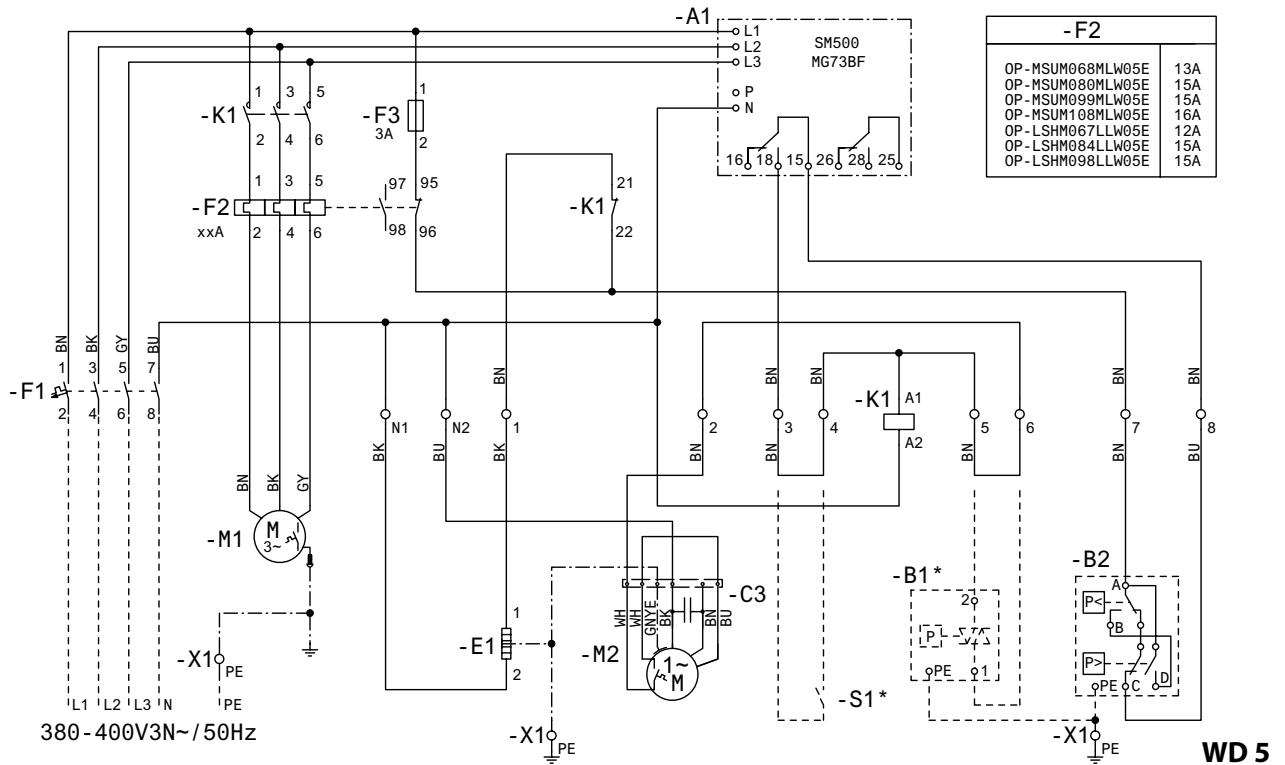 -A1
L1
L2
L3
P
N
SM500
MG73BF
16 18 15 26 28 25
-F2
OP-MSUM068MLW05E 13A
OP-MSUM080MLW05E 15A
OP-MSUM099MLW05E 15A
OP-MSUM108MLW05E 16A
OP-LSHM067LLW05E 12A
OP-LSHM084LLW05E 15A
OP-LSHM098LLW05E 15A
-K1
1 3 5
2 4 6
-F3
3A
1
2
-F2
xxA
1 3 5
2 4 6
97 95
98 96
-K1
21
22
BN BK GY BU
-F1
1 3 5 7
2 4 6 8
N1
BK
N2
BU
BN
1
BK
2
BN
BN
3
BN
BN
4
BN
-K1
A1
A2
BN
5
BN
6
BN
7
BN
BN
8
BU
BN BK GY
-M1
M
3~
-X1
PE
L1 L2 L3 N PE
380-400V3N~/50Hz
-E1
1
2
-C3
WH WH GNYE BK BN BU
-M2
1~
M
-X1
PE
-S1*
-B1*
2
P
PE
1
-B2
A
P<
B
P>
PE
C
D
-X1
PE
WD 5